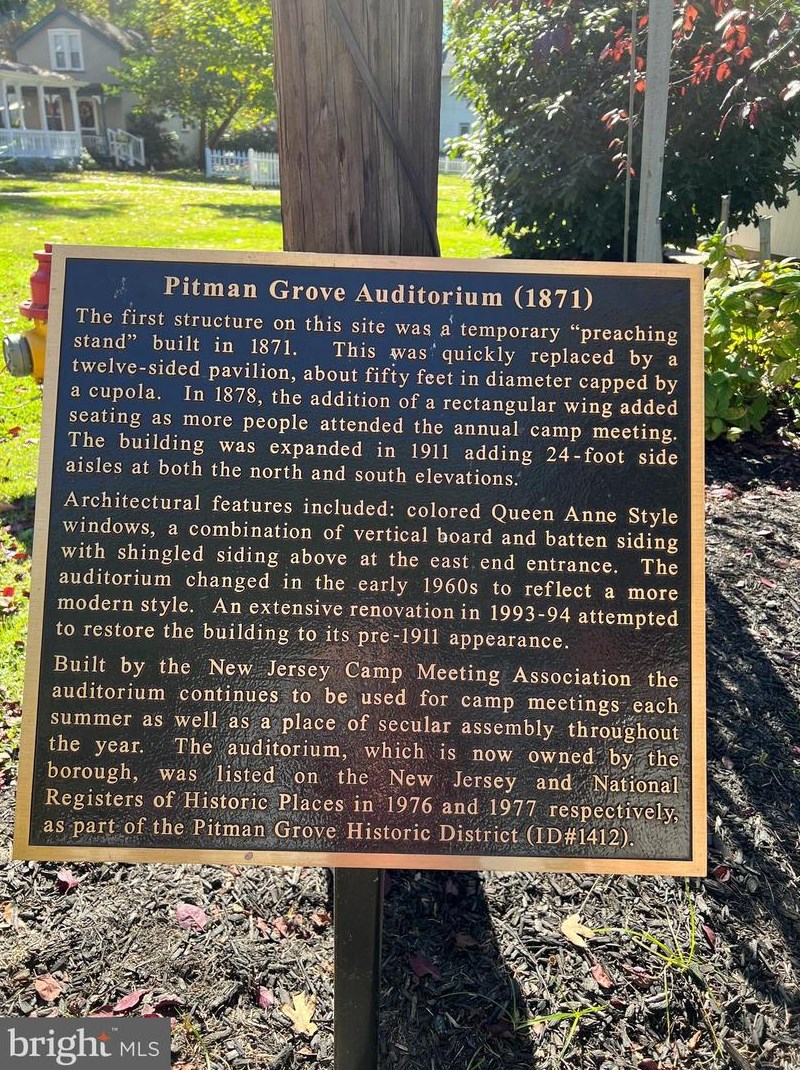 Pitman Grove Auditorium (1871)
The first structure on this site was a temporary “preaching
stand” built in 1871. This was quickly replaced by a
twelve-sided pavilion, about fifty feet in diameter capped by
a cupola. In 1878, the addition of a rectangular wing added
seating as more people attended the annual camp meeting.
The building was expanded in 1911 adding 24-foot side
aisles at both the north and south elevations.
Architectural features included: colored Queen Anne Style
windows, a combination of vertical board and batten siding
with shingled siding above at the east end entrance. The
auditorium changed in the early 1960s to reflect a more
modern style. An extensive renovation in 1993-94 attempted
to restore the building to its pre-1911 appearance.
Built by the New Jersey Camp Meeting Association the
auditorium continues to be used for camp meetings each
summer as well as a place of secular assembly throughout
the year. The auditorium, which is now owned by the
borough, was listed on the New Jersey and National
Registers of Historic Places in 1976 and 1977 respectively,
as part of the Pitman Grove Historic District (ID#1412).
bright™ MLS